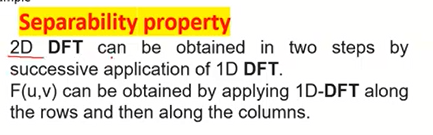 Separability property
2D DFT can be obtained in two steps by
successive application of 1D DFT.
F(u,v) can be obtained by applying 1D-DFT along
the rows and then along the columns.